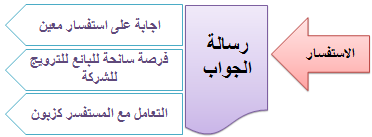 الاستفسار
رسالة
الجواب
اجابة على استفسار معين
فرصة سانحة للبائع للترويج
للشركة
التعامل مع المستفسر كزبون